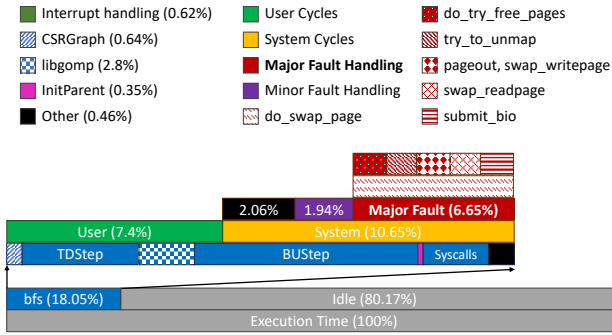 Interrupt handling (0.62%)
User Cycles
do_try_free_pages
CSRGraph (0.64%)
System Cycles
try_to_unmap
libgomp (2.8%)
Major Fault Handling
pageout, swap_writepage
InitParent (0.35%)
Minor Fault Handling
swap_readpage
Other (0.46%)
do_swap_page
submit_bio
2.06%
1.94%
Major Fault (6.65%)
User (7.4%)
System (10.65%)
TDStep
BUStep
Syscalls
bfs (18.05%)
Idle (80.17%)
Execution Time (100%)